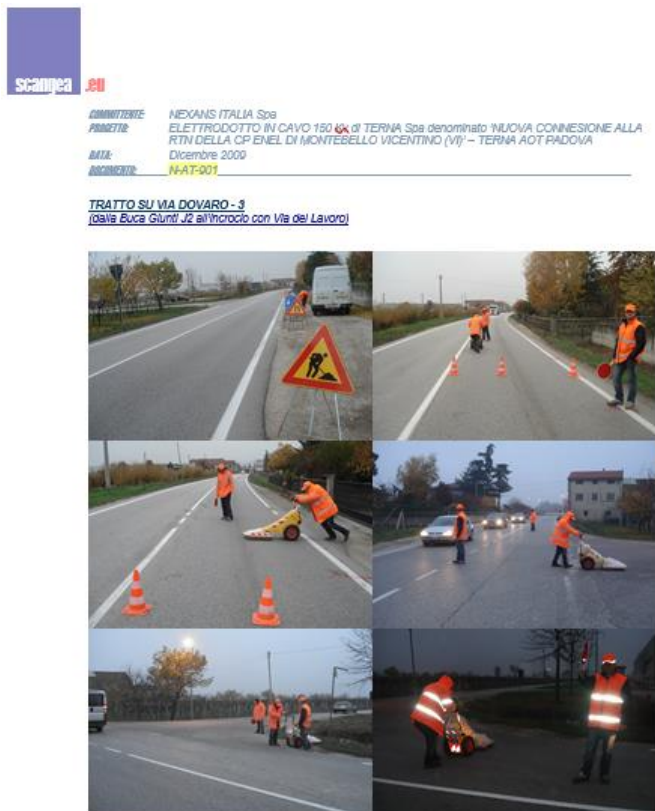 scangea .eu
COMMITTENTE: NEXANS ITALIA Spa
PROGETTO: ELETTRODOTTO IN CAVO 150 KV di TERNA Spa denominato 'NUOVA CONNESIONE ALLA
RTN DELLA CP ENEL DI MONTEBELLO VICENTINO (VI)' – TERNA AOT PADOVA
DATA: Dicembre 2009
DOCUMENTO: N-AT-901
TRATTO SU VIA DOVARO - 3
(dalla Buca Giunti J2 all'incrocio con Via del Lavoro)